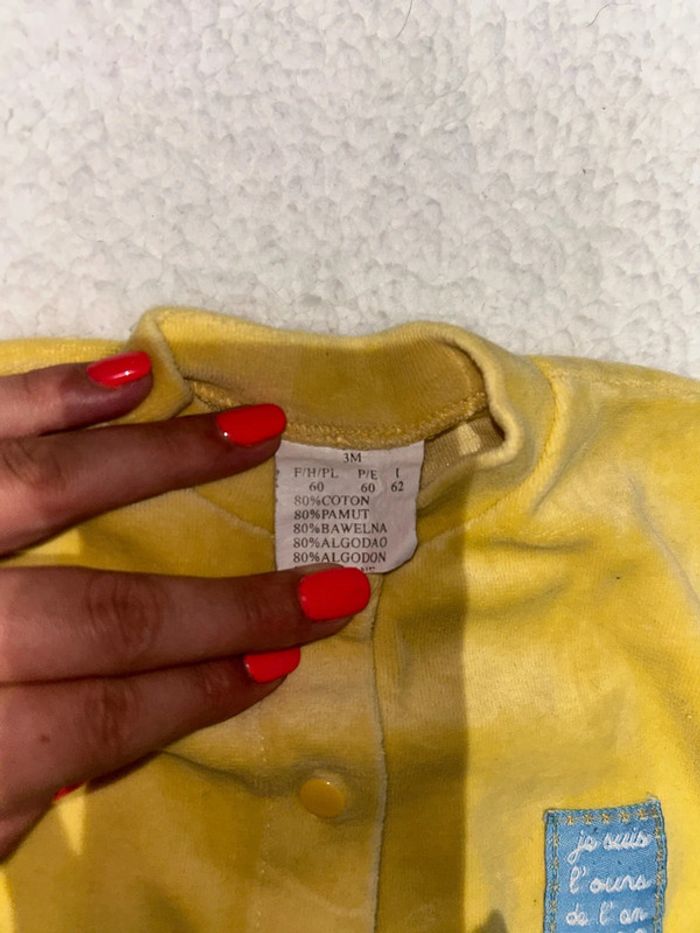 3M
F/H/PL P/E I
60 60 62
80%COTON
80%PAMUT
80%BAWELNA
80%ALGODAO
80%ALGODON
je suis
l'ours
de l'an